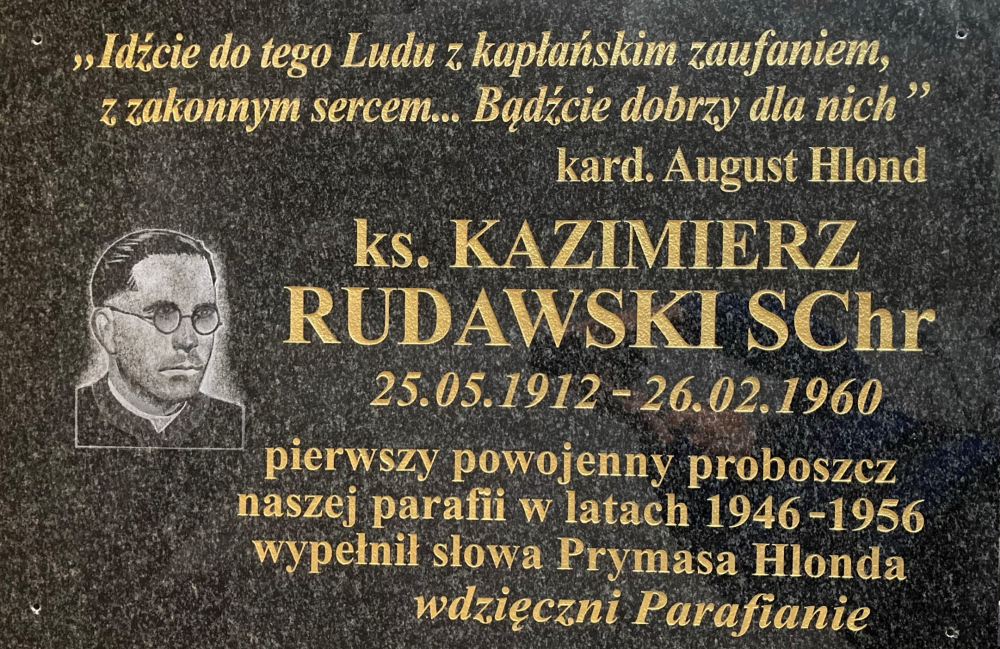 „Idźcie do tego Ludu z kapłańskim zaufaniem,
z zakonnym sercem... Bądźcie dobrzy dla nich”
kard. August Hlond
ks. KAZIMIERZ
RUDAWSKI SChr
25.05.1912 - 26.02.1960
pierwszy powojenny proboszcz
naszej parafii w latach 1946-1956
wypełnił słowa Prymasa Hlonda
wdzięczni Parafianie